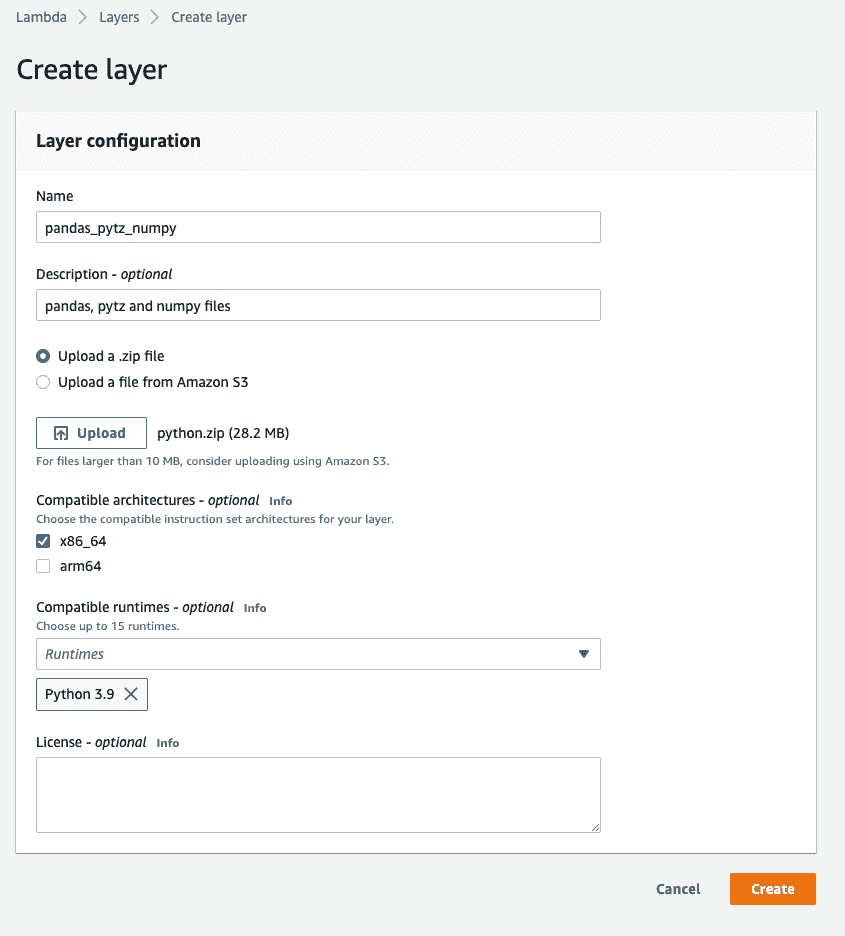 Lambda > Layers > Create layer
Create layer
Layer configuration
Name
pandas_pytz_numpy
Description - optional
pandas, pytz and numpy files
Upload a .zip file
Upload a file from Amazon S3
Upload python.zip (28.2 MB)
For files larger than 10 MB, consider uploading using Amazon S3.
Compatible architectures - optional Info
Choose the compatible instruction set architectures for your layer.
x86_64
arm64
Compatible runtimes - optional Info
Choose up to 15 runtimes.
Runtimes
Python 3.9
License - optional Info
Cancel Create